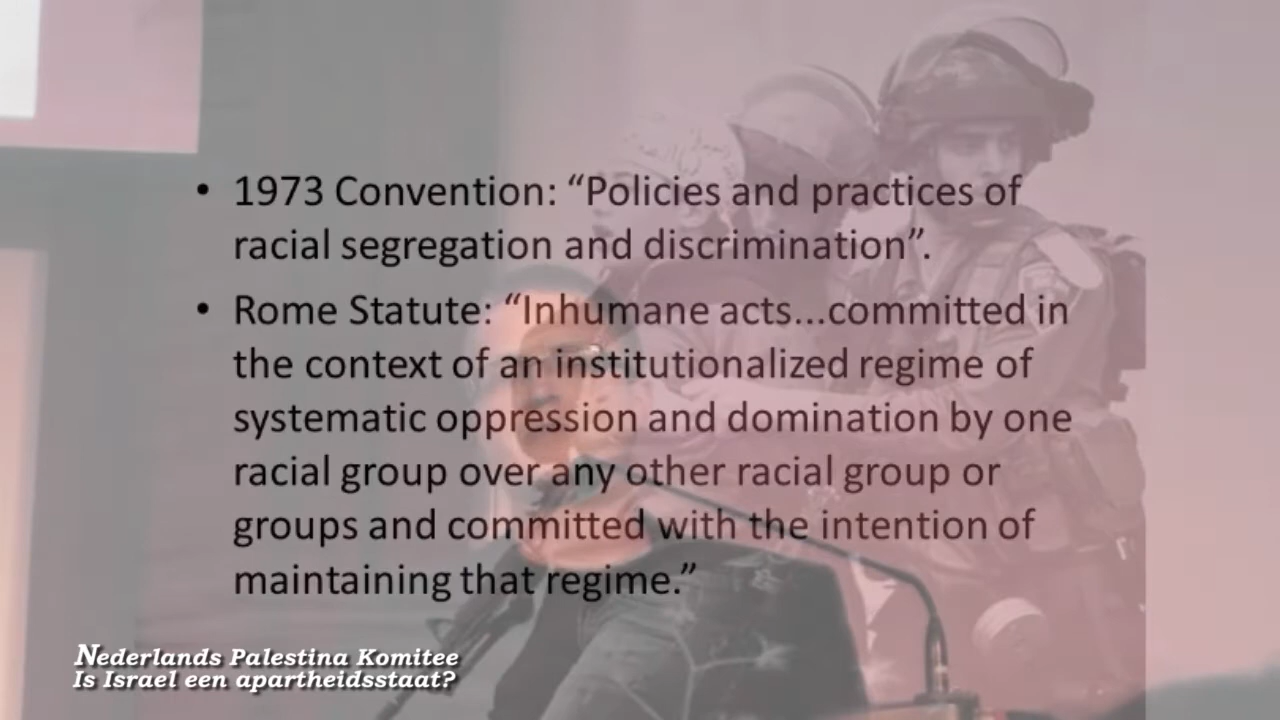 • 1973 Convention: “Policies and practices of
racial segregation and discrimination”.
• Rome Statute: “Inhumane acts...committed in
the context of an institutionalized regime of
systematic oppression and domination by one
racial group over any other racial group or
groups and committed with the intention of
maintaining that regime.”
Nederlands Palestina Komitee
Is Israel een apartheidsstaat?